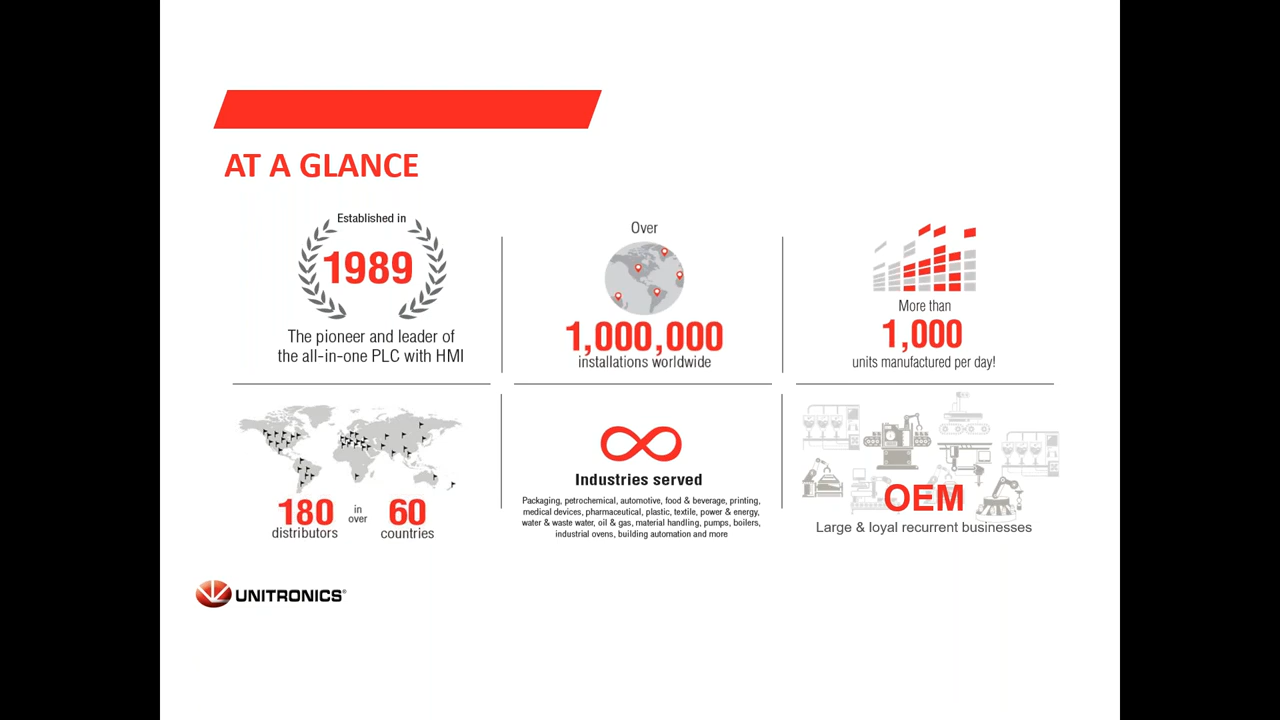 AT A GLANCE
Established in
1989
The pioneer and leader of
the all-in-one PLC with HMI
Over
1,000,000
installations worldwide
More than
1,000
units manufactured per day!
180
distributors
in
over
60
countries
Industries served
Packaging, petrochemical, automotive, food & beverage, printing,
medical devices, pharmaceutical, plastic, textile, power & energy,
water & waste water, oil & gas, material handling, pumps, boilers,
industrial ovens, building automation and more
OEM
Large & loyal recurrent businesses
UNITRONICS®